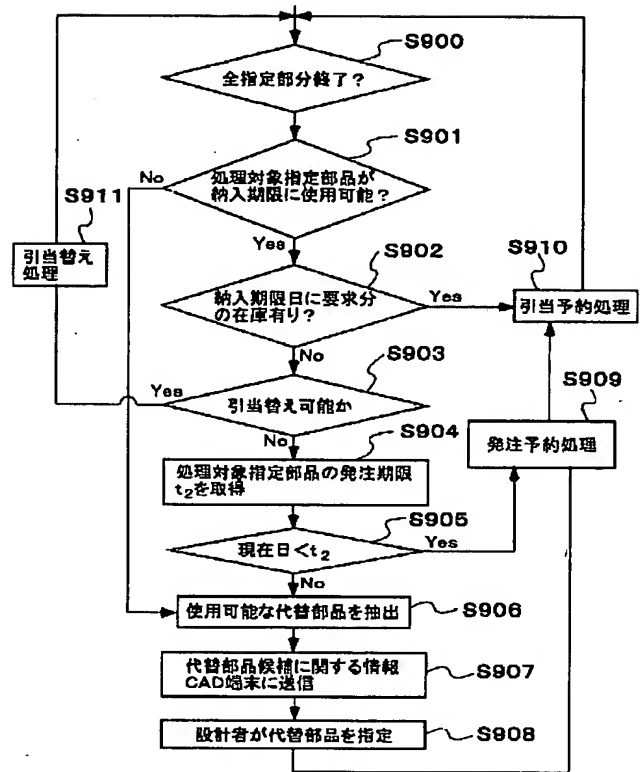 S900
全指定部分終了?
S901
処理対象指定部品が
納入期限に使用可能?
No
Yes
S911
引当替え
処理
S902
納入期限日に要求分
の在庫有り?
Yes
No
S910
引当予約処理
S903
引当替え可能か
Yes
No
S909
発注予約処理
S904
処理対象指定部品の発注期限
t₂を取得
S905
現在日<t₂
Yes
No
使用可能な代替部品を抽出
S906
代替部品候補に関する情報
CAD端末に送信
S907
設計者が代替部品を指定
S908